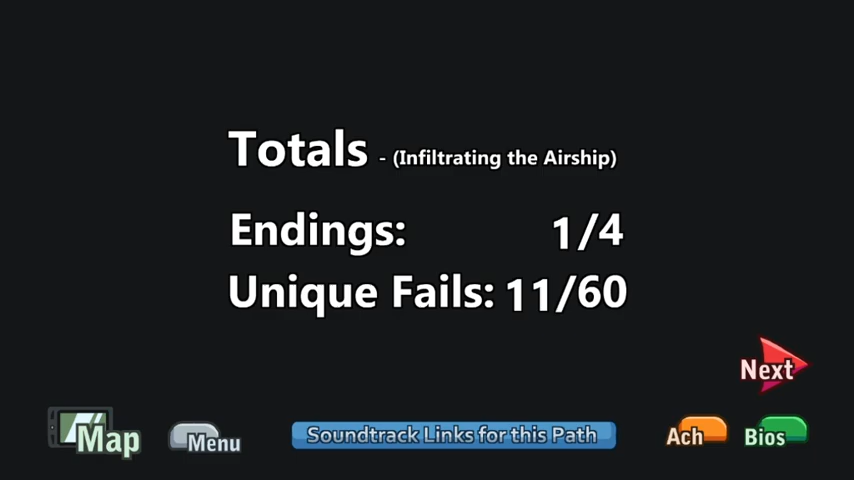 Totals - (Infiltrating the Airship)
Endings: 1/4
Unique Fails: 11/60
Next
Map
Menu
Soundtrack Links for this Path
Ach
Bios